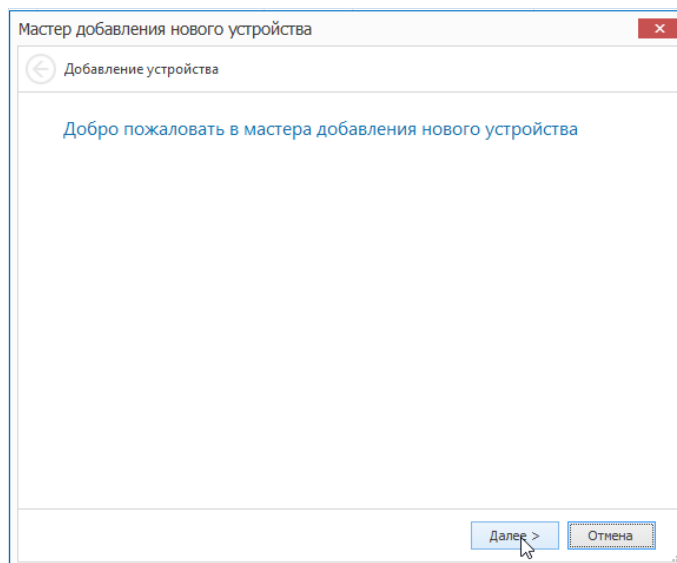 Мастер добавления нового устройства
Добавление устройства
Добро пожаловать в мастера добавления нового устройства
Далее >
Отмена